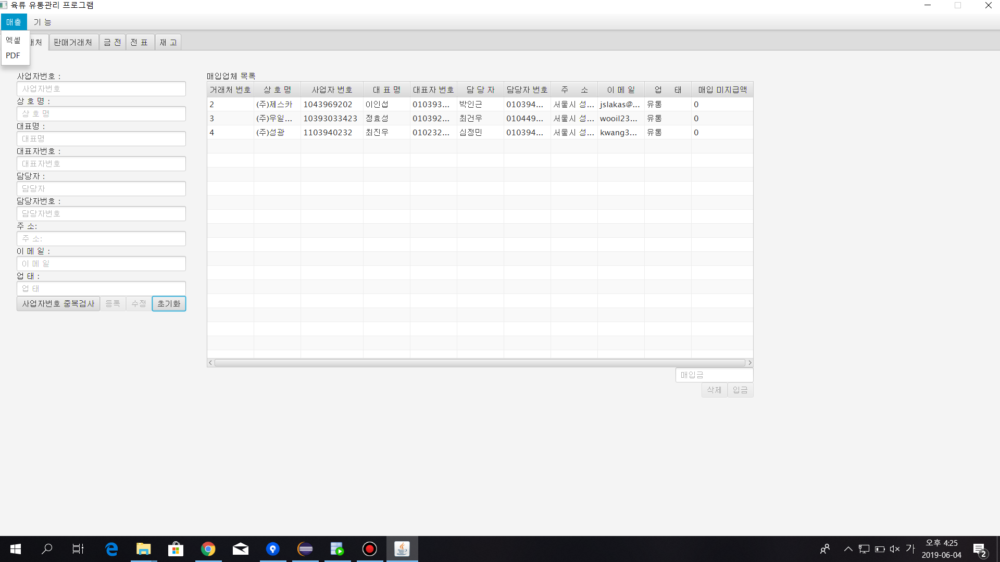 육류 유통관리 프로그램
매출 기 능
엑셀
PDF
래처 판매거래처 금 전 전 표 재 고
사업자번호 :
사업자번호
상 호 명 :
상 호 명
대표명 :
대표명
대표자번호 :
대표자번호
담당자 :
담당자
담당자번호 :
담당자번호
주 소:
주 소:
이 메 일 :
이 메 일
업 태 :
업 태
사업자번호 중복검사 등록 수정 초기화
매입업체 목록
거래처 번호 상 호 명 사업자 번호 대 표 명 대표자 번호 담 당 자 담당자 번호 주 소 이 메 일 업 태 매입 미지급액
2 (주)제스카 1043969202 이인섭 010393... 박인근 010394... 서울시 성... jslakas@... 유통 0
3 (주)우일... 10393033423 정효성 010392... 최건우 010449... 서울시 성... wooil23... 유통 0
4 (주)성광 1103940232 최진우 010232... 심정민 010394... 서울시 성... kwang3... 유통 0
매입금
삭제 입금
가
오후 4:25
2019-06-04
2